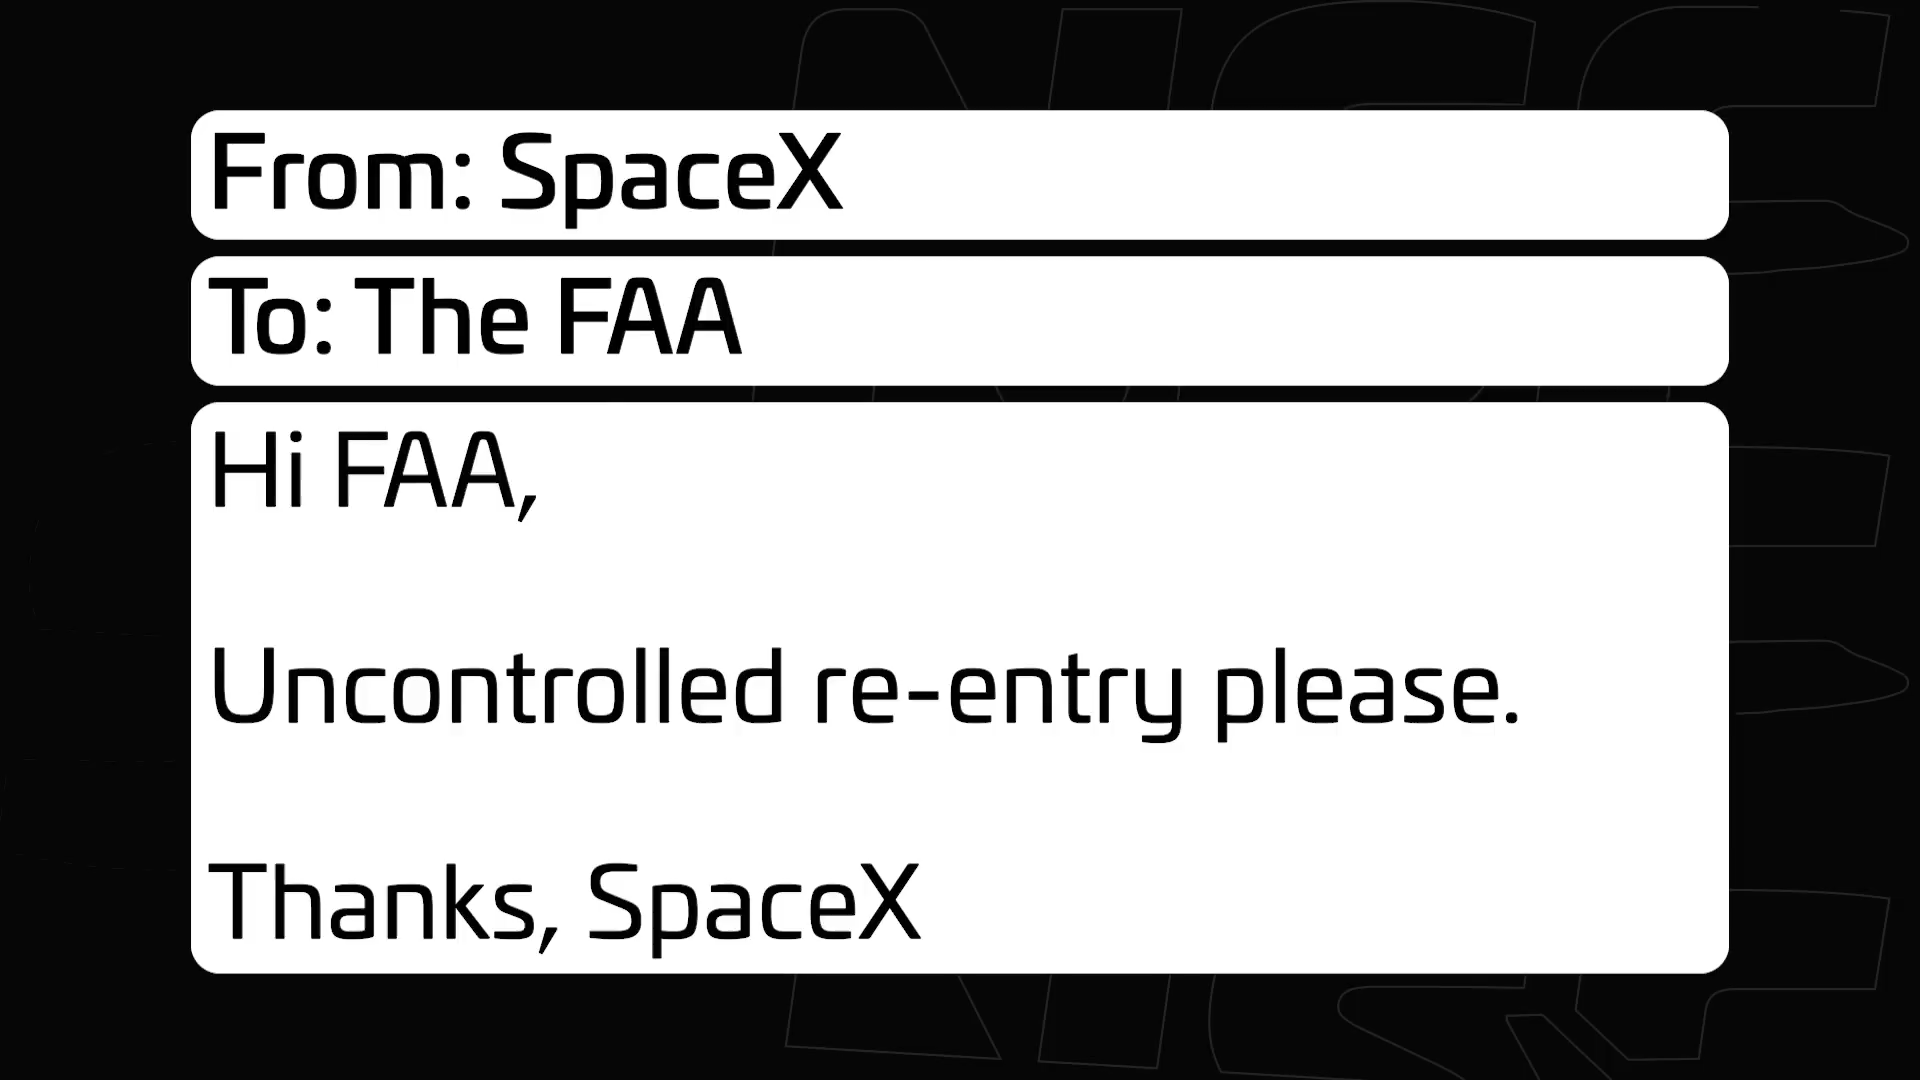 From: SpaceX
To: The FAA
Hi FAA,
Uncontrolled re-entry please.
Thanks, SpaceX